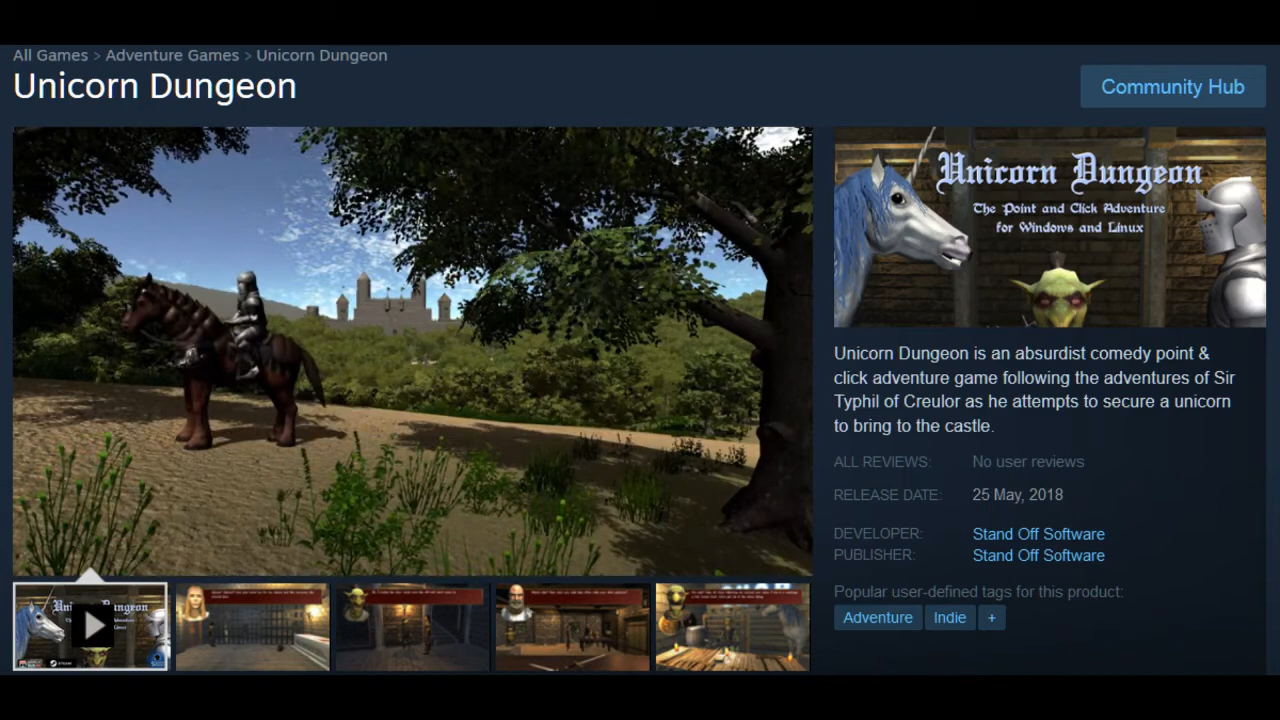 All Games > Adventure Games > Unicorn Dungeon
Unicorn Dungeon
Community Hub
Unicorn Dungeon
The Point and Click Adventure
for Windows and Linux
Unicorn Dungeon is an absurdist comedy point &
click adventure game following the adventures of Sir
Typhil of Creulor as he attempts to secure a unicorn
to bring to the castle.
ALL REVIEWS: No user reviews
RELEASE DATE: 25 May, 2018
DEVELOPER: Stand Off Software
PUBLISHER: Stand Off Software
Popular user-defined tags for this product:
Adventure Indie +